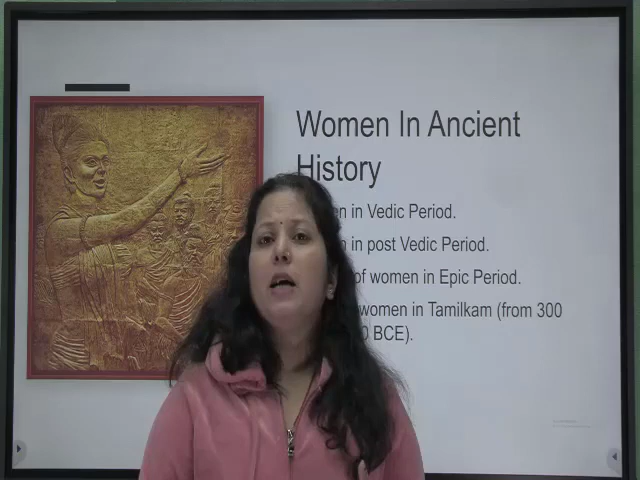 Women In Ancient
History
en in Vedic Period.
n in post Vedic Period.
of women in Epic Period.
women in Tamilkam (from 300
0 BCE).